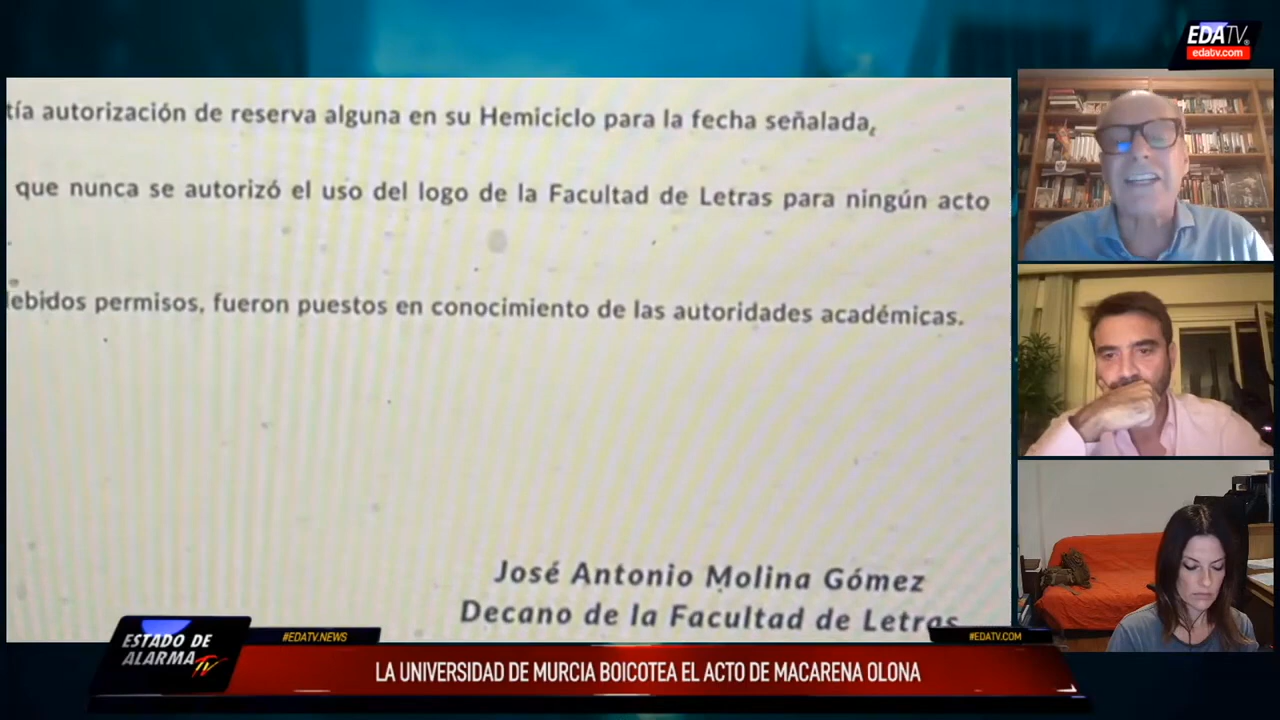 EDATV
edatv.com
autorización de reserva alguna en su Hemiciclo para la fecha señalada,
que nunca se autorizó el uso del logo de la Facultad de Letras para ningún acto
permisos, fueron puestos en conocimiento de las autoridades académicas.
José Antonio Molina Gómez
Decano de la Facultad de Letras
ESTADO DE
ALARMA TV
#EDATV.NEWS
#EDATV.COM
LA UNIVERSIDAD DE MURCIA BOICOTEA EL ACTO DE MACARENA OLONA